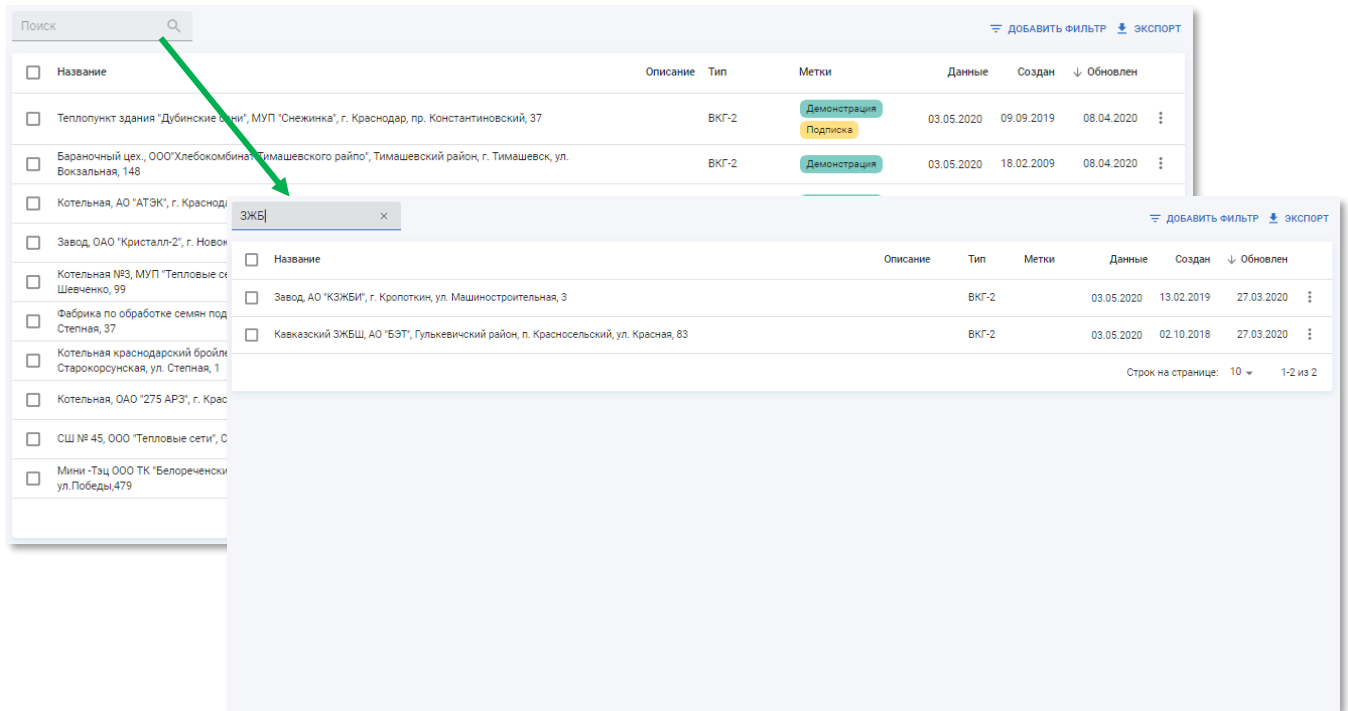 Поиск
ДОБАВИТЬ ФИЛЬТР ЭКСПОРТ
Название Описание Тип Метки Данные Создан Обновлен
Теплопункт здания "Дубинские бани", МУП "Снежинка", г. Краснодар, пр. Константиновский, 37 ВКГ-2 Демонстрация 03.05.2020 09.09.2019 08.04.2020
Подписка
Бараночный цех., ООО"Хлебокомбинат Тимашевского райпо", Тимашевский район, г. Тимашевск, ул.
Вокзальная, 148 ВКГ-2 Демонстрация 03.05.2020 18.02.2009 08.04.2020
Котельная, АО "АТЭК", г. Краснода
Завод, ОАО "Кристалл-2", г. Новок
Котельная №3, МУП "Тепловые се
Шевченко, 99
Фабрика по обработке семян под
Степная, 37
Котельная краснодарский бройле
Старокорсунская, ул. Степная, 1
Котельная, ОАО "275 АРЗ", г. Крас
СШ № 45, ООО "Тепловые сети", С
Мини -Тэц ООО ТК "Белореченски
ул.Победы,479
ЗЖБ
ДОБАВИТЬ ФИЛЬТР ЭКСПОРТ
Название Описание Тип Метки Данные Создан Обновлен
Завод, АО "КЗЖБИ", г. Кропоткин, ул. Машиностроительная, 3 ВКГ-2 03.05.2020 13.02.2019 27.03.2020
Кавказский ЗЖБШ, АО "БЭТ", Гулькевичский район, п. Красносельский, ул. Красная, 83 ВКГ-2 03.05.2020 02.10.2018 27.03.2020
Строк на странице: 10 1-2 из 2